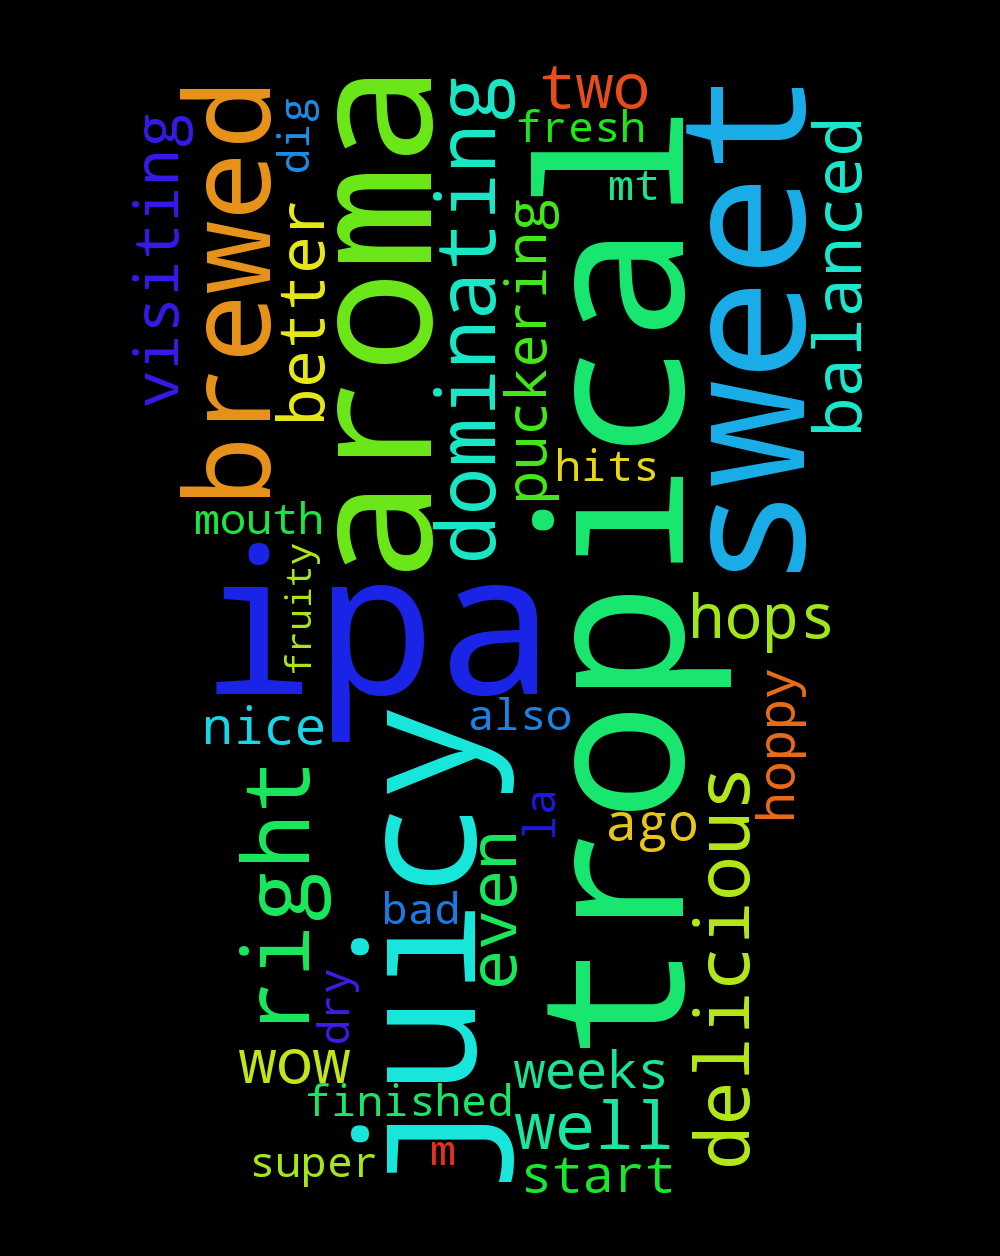 two
fresh
mt
visiting
brewed
dig
better
aroma
dominating
puckering
tropical
sweet
balanced
hits
mouth
fruity
ipa
hops
nice
also
hoppy
right
juicy
la
ago
delicious
even
bad
dry
wow
weeks
finished
well
m
super
start